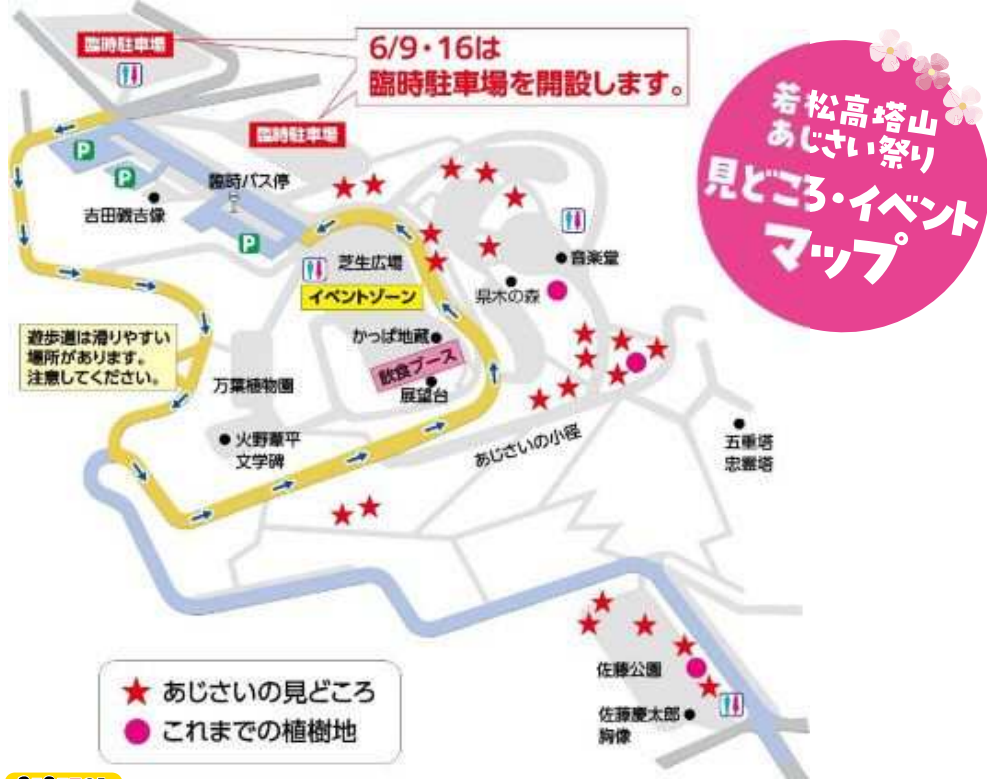 臨時駐車場
6/9・16は
臨時駐車場を開設します。
若松高塔山
あじさい祭り
見どころ・イベント
マップ
臨時駐車場
P
P
臨時バス停
吉田磯吉像
P
芝生広場
イベントゾーン
音楽堂
県木の森
かっぱ地蔵
飲食ブース
展望台
遊歩道は滑りやすい
場所があります。
注意してください。
万葉植物園
火野葦平
文学碑
あじさいの小径
五重塔
忠霊塔
佐藤公園
佐藤慶太郎
胸像
あじさいの見どころ
これまでの植樹地